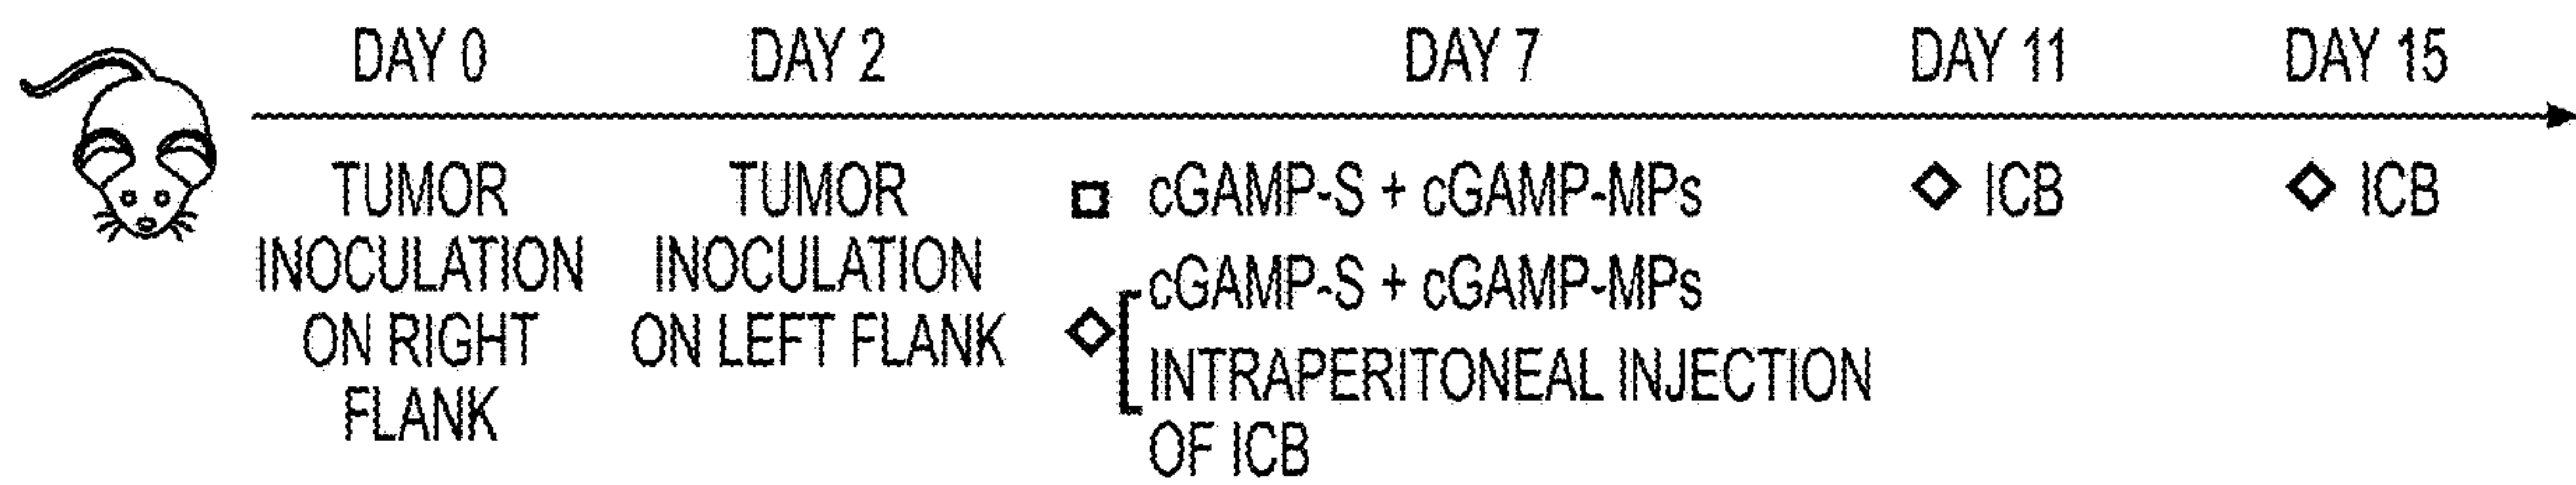 DAY 0 DAY 2 DAY 7 DAY 11 DAY 15
TUMOR
INOCULATION
ON RIGHT
FLANK
TUMOR
INOCULATION
ON LEFT FLANK
cGAMP-S + cGAMP-MPs
cGAMP-S + cGAMP-MPs
INTRAPERITONEAL INJECTION
OF ICB
ICB
ICB